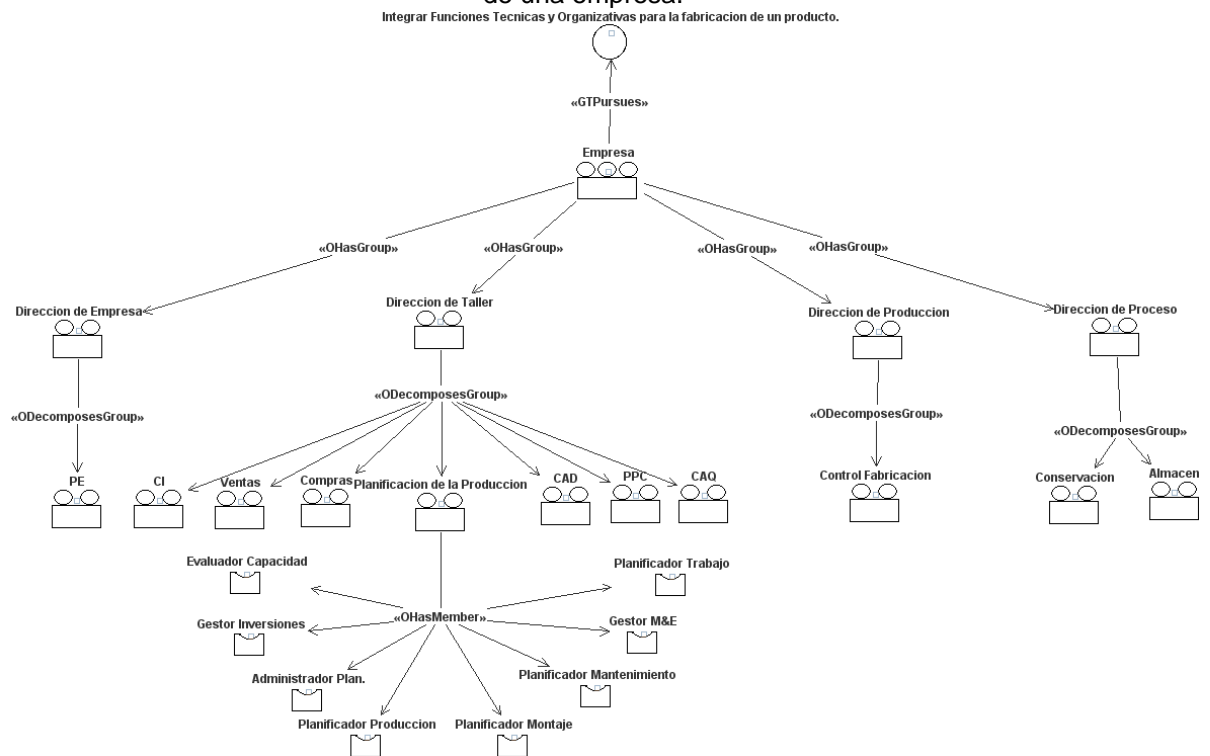 de una empresa.
Integrar Funciones Tecnicas y Organizativas para la fabricacion de un producto.
«GTPursues»
Empresa
«OHasGroup» «OHasGroup» «OHasGroup» «OHasGroup»
Direccion de Empresa Direccion de Taller Direccion de Produccion Direccion de Proceso
«ODecomposesGroup» «ODecomposesGroup» «ODecomposesGroup» «ODecomposesGroup»
PE CI Ventas Compras Planificacion de la Produccion CAD PPC CAQ Control Fabricacion Conservacion Almacen
Evaluador Capacidad Planificador Trabajo
«OHasMember»
Gestor Inversiones Gestor M&E
Administrador Plan. Planificador Mantenimiento
Planificador Produccion Planificador Montaje